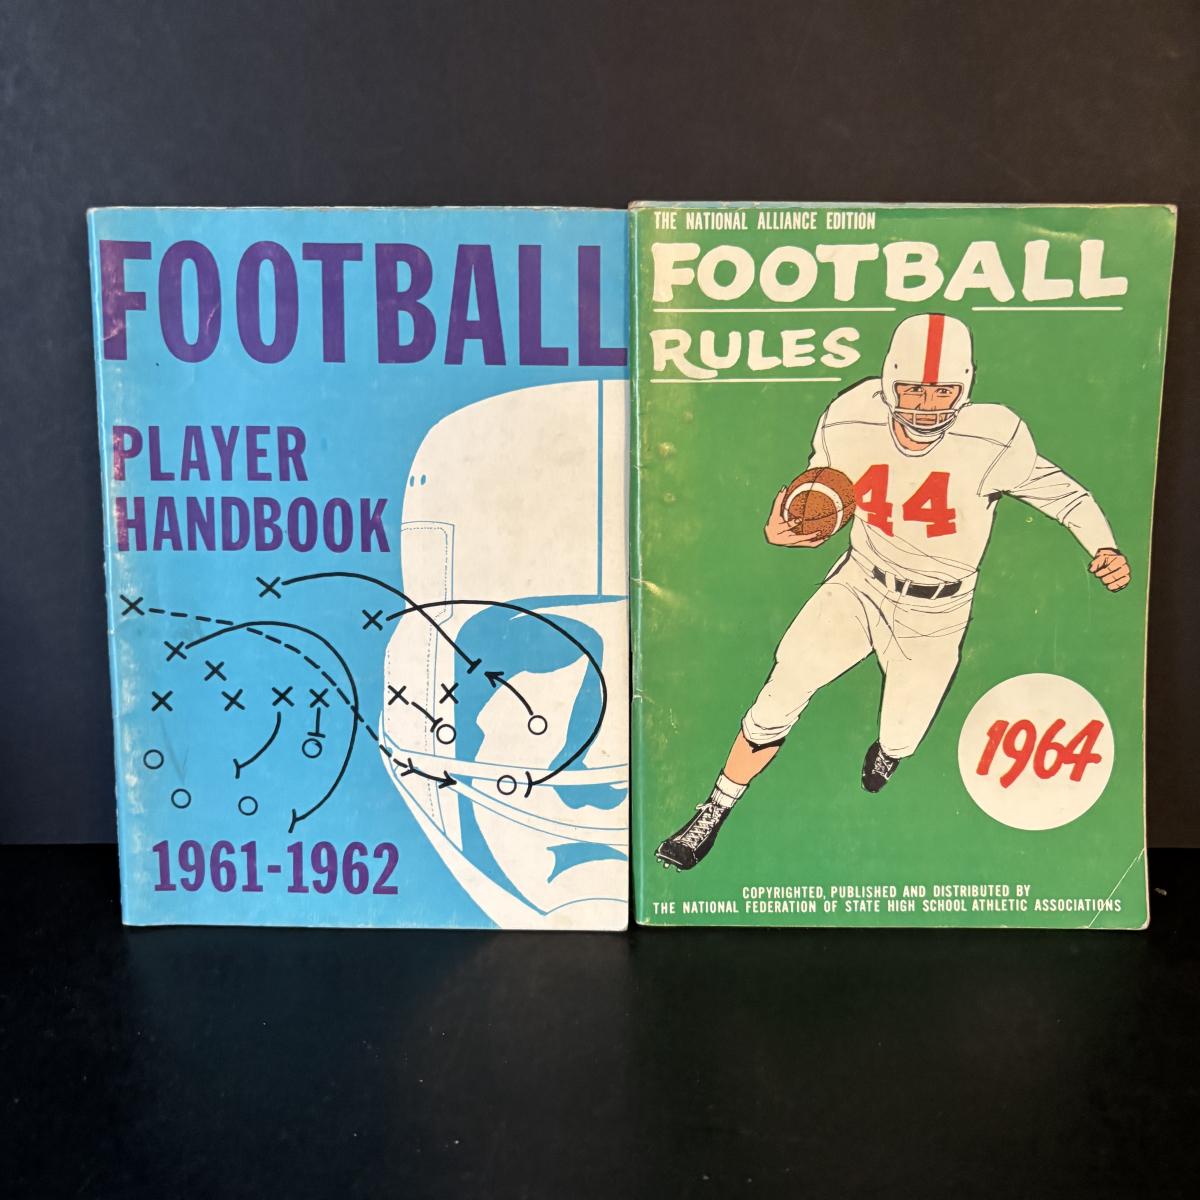 FOOTBALL
PLAYER
HANDBOOK
1961-1962
THE NATIONAL ALLIANCE EDITION
FOOTBALL
RULES
44
1964
COPYRIGHTED, PUBLISHED AND DISTRIBUTED BY
THE NATIONAL FEDERATION OF STATE HIGH SCHOOL ATHLETIC ASSOCIATIONS